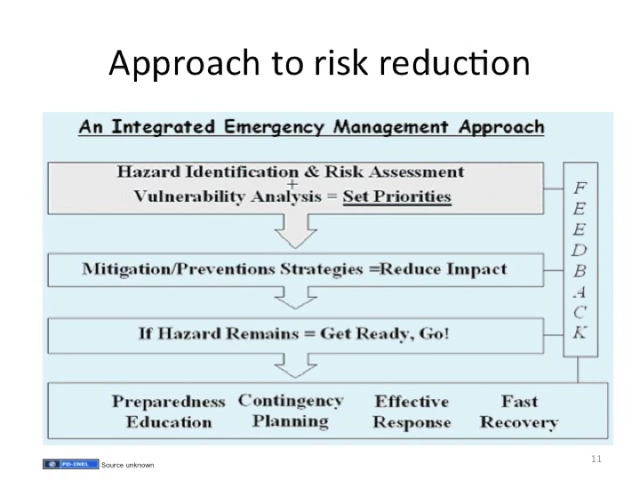 Approach to risk reduction
An Integrated Emergency Management Approach
Hazard Identification & Risk Assessment
+
Vulnerability Analysis = Set Priorities
Mitigation/Preventions Strategies =Reduce Impact
If Hazard Remains = Get Ready, Go!
Preparedness Education
Contingency Planning
Effective Response
Fast Recovery
FEEDBACK
Source unknown
11